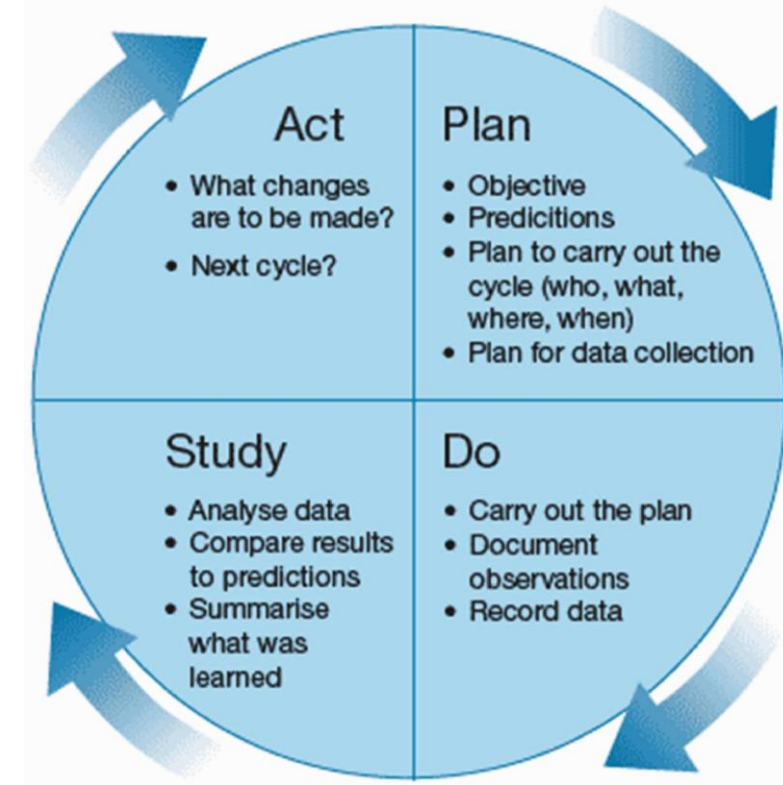 Act
• What changes
are to be made?
• Next cycle?
Plan
• Objective
• Predicitions
• Plan to carry out the
cycle (who, what,
where, when)
• Plan for data collection
Study
• Analyse data
• Compare results
to predictions
• Summarise
what was
learned
Do
• Carry out the plan
• Document
observations
• Record data